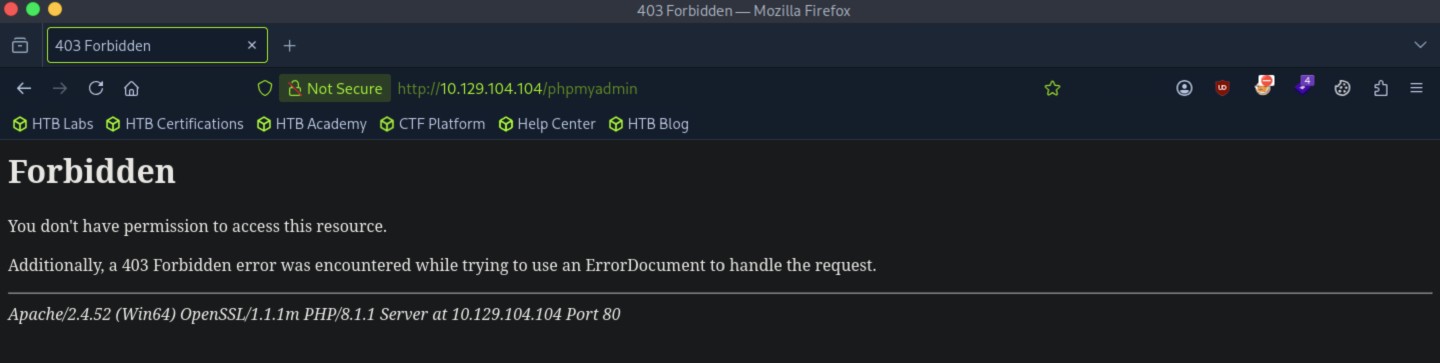 403 Forbidden — Mozilla Firefox
403 Forbidden
Not Secure http://10.129.104.104/phpmyadmin
UD
4
HTB Labs HTB Certifications HTB Academy CTF Platform Help Center HTB Blog
Forbidden
You don't have permission to access this resource.
Additionally, a 403 Forbidden error was encountered while trying to use an ErrorDocument to handle the request.
Apache/2.4.52 (Win64) OpenSSL/1.1.1m PHP/8.1.1 Server at 10.129.104.104 Port 80